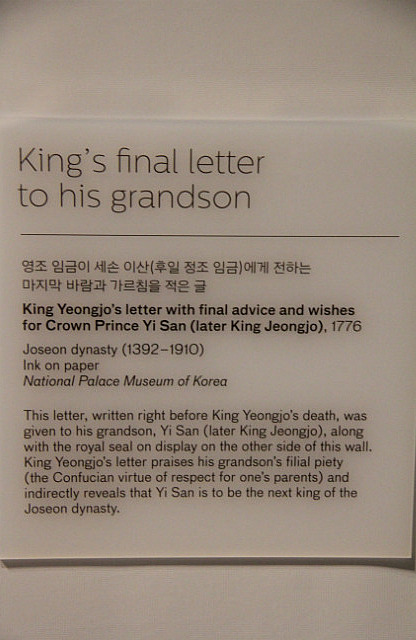 King's final letter
to his grandson
영조 임금이 세손 이산(후일 정조 임금)에게 전하는
마지막 바람과 가르침을 적은 글
King Yeongjo's letter with final advice and wishes
for Crown Prince Yi San (later King Jeongjo), 1776
Joseon dynasty (1392–1910)
Ink on paper
National Palace Museum of Korea
This letter, written right before King Yeongjo's death, was
given to his grandson, Yi San (later King Jeongjo), along
with the royal seal on display on the other side of this wall.
King Yeongjo's letter praises his grandson's filial piety
(the Confucian virtue of respect for one's parents) and
indirectly reveals that Yi San is to be the next king of the
Joseon dynasty.